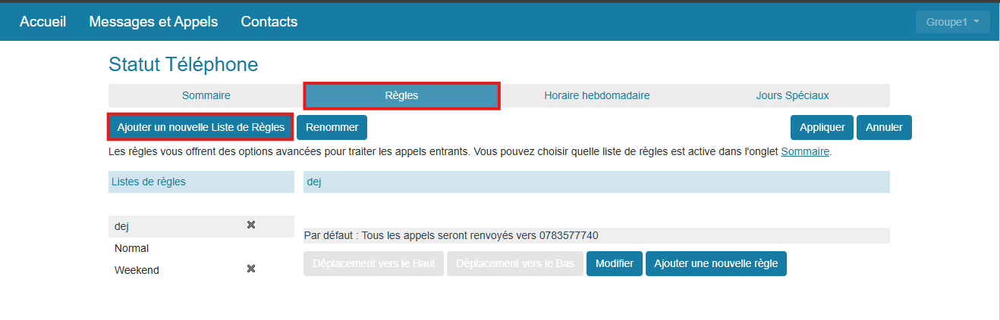 Accueil Messages et Appels Contacts Groupe1
Statut Téléphone
Sommaire Règles Horaire hebdomadaire Jours Spéciaux
Ajouter un nouvelle Liste de Règles Renommer Appliquer Annuler
Les règles vous offrent des options avancées pour traiter les appels entrants. Vous pouvez choisir quelle liste de règles est active dans l'onglet Sommaire.
Listes de règles dej
dej
Par défaut : Tous les appels seront renvoyés vers 0783577740
Normal
Déplacement vers le Haut Déplacement vers le Bas Modifier Ajouter une nouvelle règle
Weekend